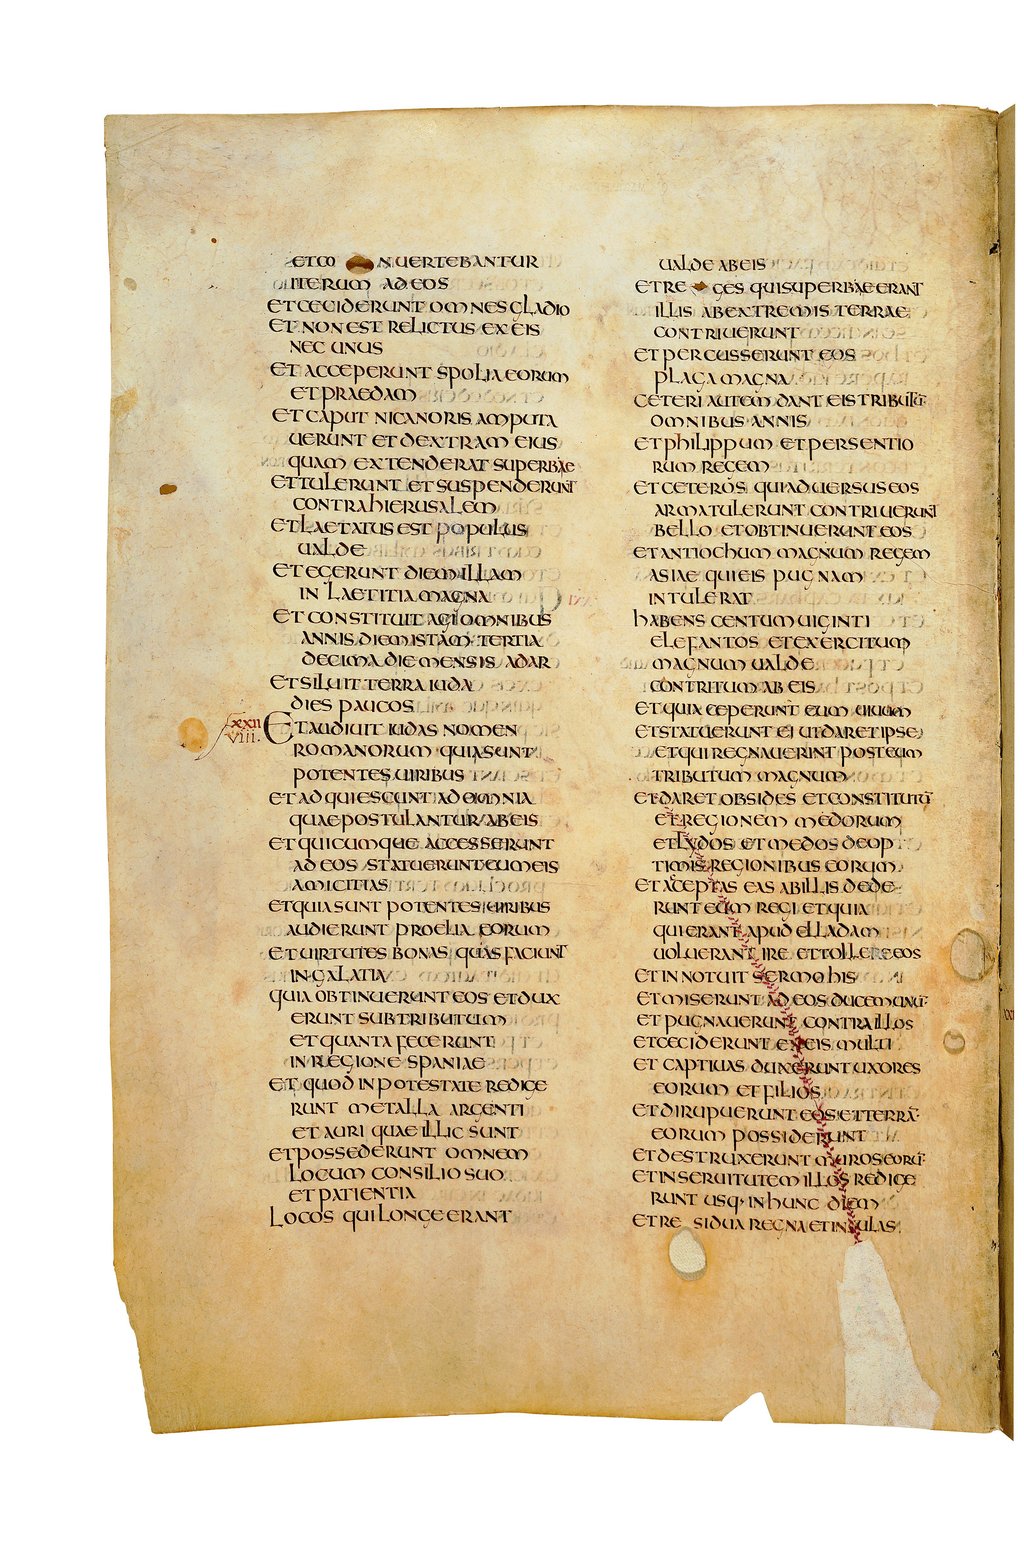 ETCO NUERTEBANTUR
ITERUM AD EOS
ET CECIDERUNT OMNES GLADIO
ET NON EST RELICTUS EX EIS
NEC UNUS
ET ACCEPERUNT SPOLIA EORUM
ET PRAEDAM
ET CAPUT NICANORIS AMPUTA
UERUNT ET DEXTRAM EIUS
QUAM EXTENDERAT SUPERBAE
ET TULERUNT ET SUSPENDERUNT
CONTRA HIERUSALEM
ET LAETATUS EST POPULUS
UALDE
ET EGERUNT DIEM ILLAM
IN LAETITIA MAGNA
ET CONSTITUIT AGI OMNIBUS
ANNIS DIEM ISTAM TERTIA
DECIMA DIE MENSIS ADAR
ET SILUIT TERRA IUDA
DIES PAUCOS
XXII
VIII.
ET AUDIUIT IUDAS NOMEN
ROMANORUM QUIA SUNT
POTENTES UIRIBUS
ET AD QUIESCUNT AD OMNIA
QUAE POSTULANTUR AB EIS
ET QUICUMQUE ACCESSERUNT
AD EOS STATUERUNT CUM EIS
AMICITIAS
ET QUIA SUNT POTENTES UIRIBUS
AUDIERUNT PROELIA EORUM
ET UIRTUTES BONAS QUAS FACIUNT
IN GALATIA
QUIA OBTINUERUNT EOS ET DUX
ERUNT SUB TRIBUTUM
ET QUANTA FECERUNT
IN REGIONE SPANIAE
ET QUOD IN POTESTATE REDIGE
RUNT METALLA ARGENTI
ET AURI QUAE ILLIC SUNT
ET POSSEDERUNT OMNEM
LOCUM CONSILIO SUO
ET PATIENTIA
LOCOS QUI LONGE ERANT
UALDE AB EIS
ET RE GES QUI SUPERBAE ERANT
ILLIS AB EXTREMIS TERRAE
CONTRIUERUNT
ET PERCUSSERUNT EOS
PLAGA MAGNA
CETERI AUTEM DANT EIS TRIBUTŪ
OMNIBUS ANNIS
ET PHILIPPUM ET PERSENTIO
RUM REGEM
ET CETEROS QUI ADUERSUS EOS
ARMA TULERUNT CONTRIUERUNT
BELLO ET OBTINUERUNT EOS
ET ANTIOCHUM MAGNUM REGEM
ASIAE QUI EIS PUGNAM
INTULERAT
HABENS CENTUM UIGINTI
ELEFANTOS ET EXERCITUM
MAGNUM UALDE
CONTRITUM AB EIS
ET QUIA CEPERUNT EUM UIUUM
ET STATUERUNT EI UT DARET IPSE
ET QUI REGNAUERINT POST EUM
TRIBUTUM MAGNUM
ET DARET OBSIDES ET CONSTITUTŪ
ET REGIONEM MEDORUM
ET LYDOS ET MEDOS DE OP
TIMIS REGIONIBUS EORUM
ET ACCEPTAS EAS AB ILLIS DEDE
RUNT EUM REGI ET QUIA
QUI ERANT APUD ELLADAM
UOLUERANT IRE ET TOLLERE EOS
ET INNOTUIT SERMO HIS
ET MISERUNT AD EOS DUCEM UNŪ
ET PUGNAUERUNT CONTRA ILLOS
ET CECIDERUNT EX EIS MULTI
ET CAPTIUAS DUXERUNT UXORES
EORUM ET FILIOS
ET DIRUPUERUNT EOS ET TERRĀ
EORUM POSSIDERUNT
ET DESTRUXERUNT MUROS EORŪ
ET IN SERUITUTEM ILLOS REDIGE
RUNT USQ· IN HUNC DIEM
ET RE SIDUA REGNA ET INSULAS